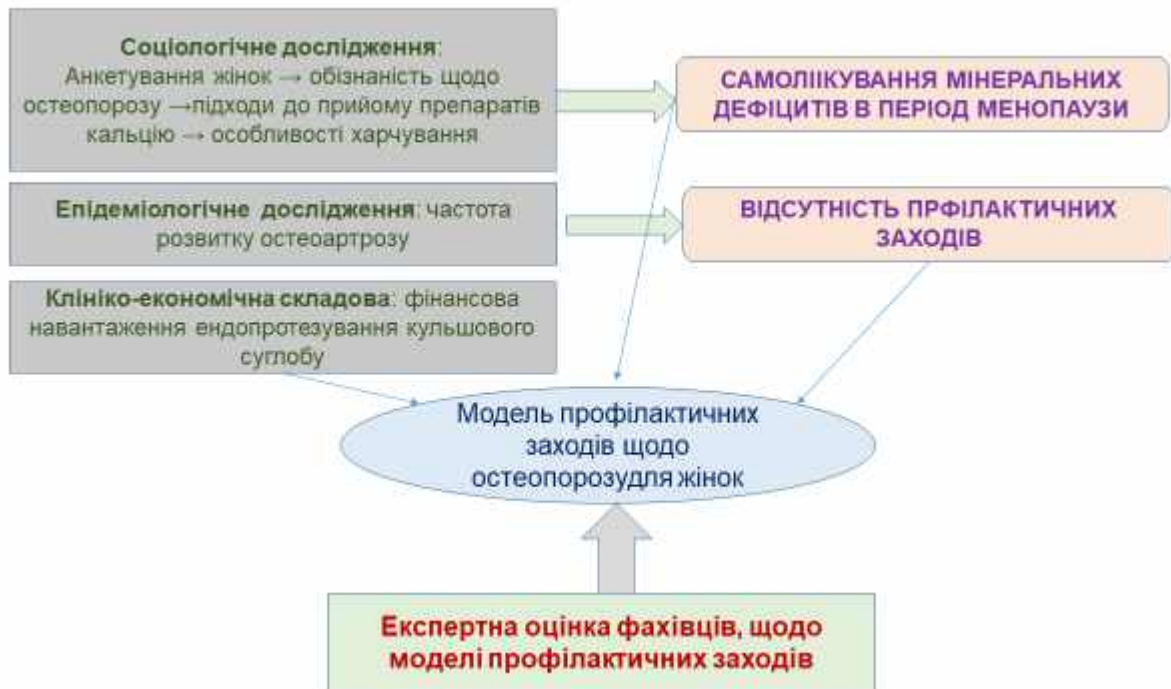 Соціологічне дослідження:
Анкетування жінок → обізнаність щодо
остеопорозу →підходи до прийому препаратів
кальцію → особливості харчування
САМОЛІІКУВАННЯ МІНЕРАЛЬНИХ
ДЕФІЦИТІВ В ПЕРІОД МЕНОПАУЗИ
Епідеміологічне дослідження: частота
розвитку остеоартрозу
ВІДСУТНІСТЬ ПРФІЛАКТИЧНИХ
ЗАХОДІВ
Клініко-економічна складова: фінансова
навантаження ендопротезування кульшового
суглобу
Модель профілактичних
заходів щодо
остеопорозудля жінок
Експертна оцінка фахівців, щодо
моделі профілактичних заходів